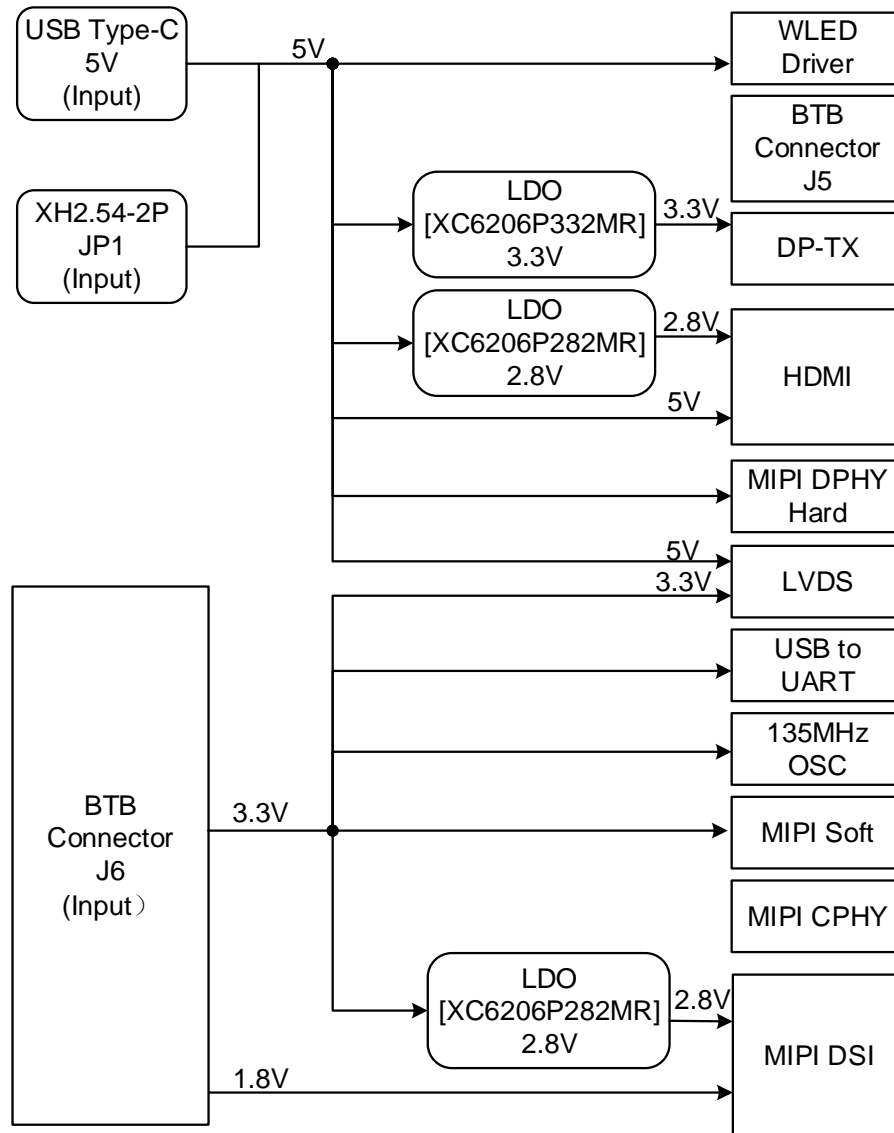 USB Type-C
5V
(Input)
5V
WLED
Driver
BTB
Connector
J5
XH2.54-2P
JP1
(Input)
LDO
[XC6206P332MR]
3.3V
3.3V
DP-TX
LDO
[XC6206P282MR]
2.8V
2.8V
5V
HDMI
MIPI DPHY
Hard
5V
3.3V
LVDS
USB to
UART
135MHz
OSC
BTB
Connector
J6
(Input）
3.3V
MIPI Soft
MIPI CPHY
LDO
[XC6206P282MR]
2.8V
2.8V
1.8V
MIPI DSI